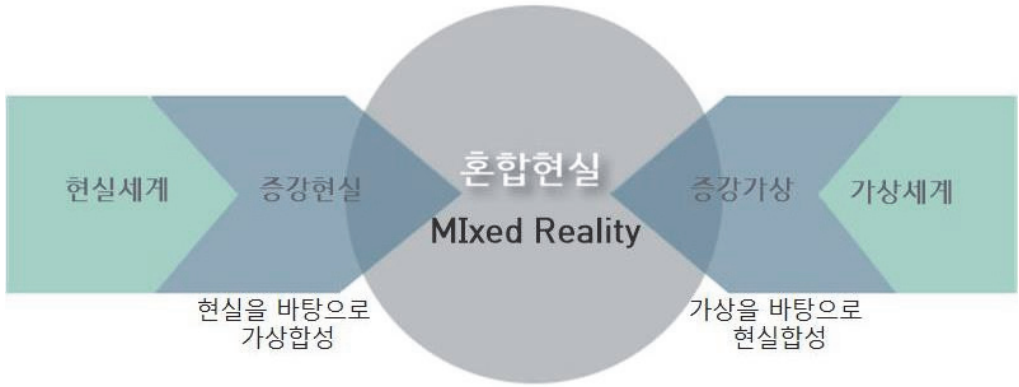 현실세계
증강현실
혼합현실
MIxed Reality
증강가상
가상세계
현실을 바탕으로
가상합성
가상을 바탕으로
현실합성